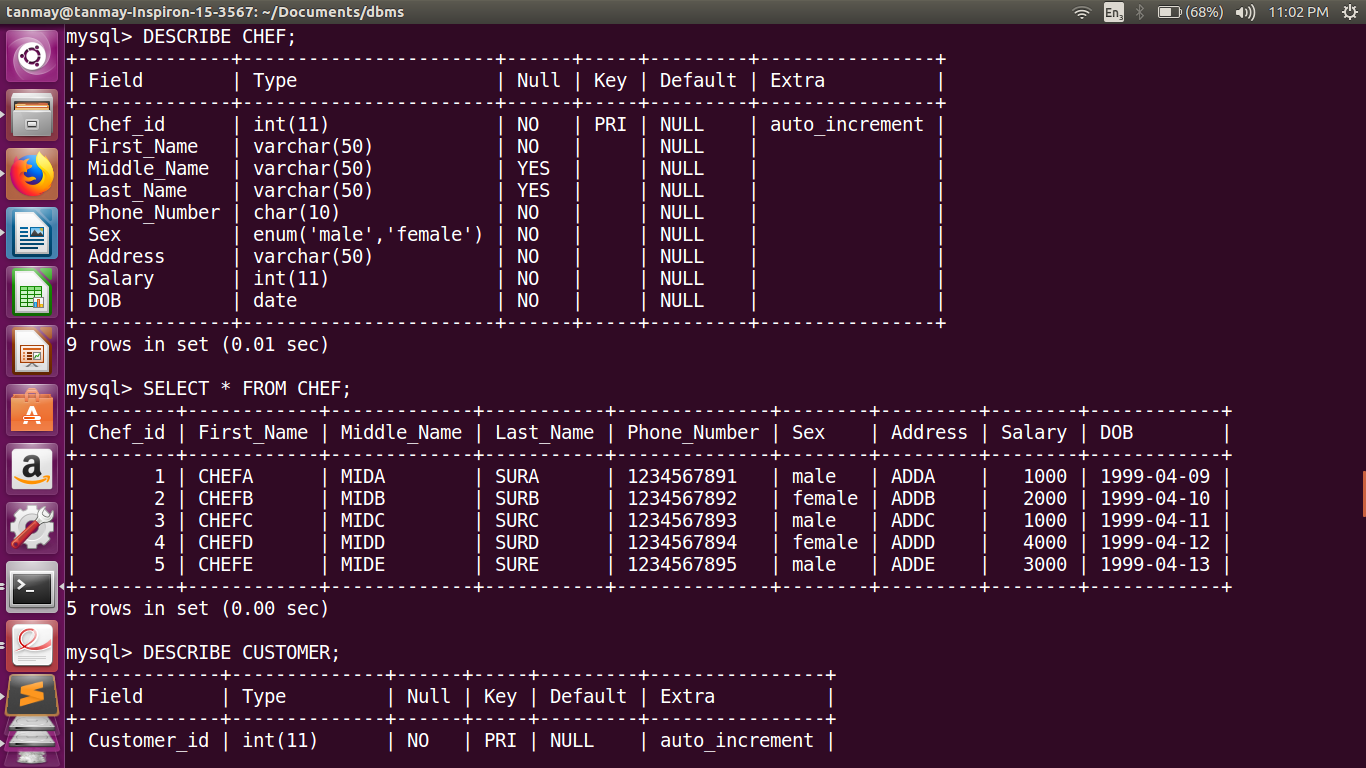 tanmay@tanmay-Inspiron-15-3567: ~/Documents/dbms En3 (68%) 11:02 PM
mysql> DESCRIBE CHEF;
+--------------+-----------------------+------+-----+---------+----------------+
| Field        | Type                  | Null | Key | Default | Extra          |
+--------------+-----------------------+------+-----+---------+----------------+
| Chef_id      | int(11)               | NO   | PRI | NULL    | auto_increment |
| First_Name   | varchar(50)           | NO   |     | NULL    |                |
| Middle_Name  | varchar(50)           | YES  |     | NULL    |                |
| Last_Name    | varchar(50)           | YES  |     | NULL    |                |
| Phone_Number | char(10)              | NO   |     | NULL    |                |
| Sex          | enum('male','female') | NO   |     | NULL    |                |
| Address      | varchar(50)           | NO   |     | NULL    |                |
| Salary       | int(11)               | NO   |     | NULL    |                |
| DOB          | date                  | NO   |     | NULL    |                |
+--------------+-----------------------+------+-----+---------+----------------+
9 rows in set (0.01 sec)
mysql> SELECT * FROM CHEF;
+---------+------------+-------------+-----------+--------------+--------+---------+--------+------------+
| Chef_id | First_Name | Middle_Name | Last_Name | Phone_Number | Sex    | Address | Salary | DOB        |
+---------+------------+-------------+-----------+--------------+--------+---------+--------+------------+
|       1 | CHEFA      | MIDA        | SURA      | 1234567891   | male   | ADDA    |   1000 | 1999-04-09 |
|       2 | CHEFB      | MIDB        | SURB      | 1234567892   | female | ADDB    |   2000 | 1999-04-10 |
|       3 | CHEFC      | MIDC        | SURC      | 1234567893   | male   | ADDC    |   1000 | 1999-04-11 |
|       4 | CHEFD      | MIDD        | SURD      | 1234567894   | female | ADDD    |   4000 | 1999-04-12 |
|       5 | CHEFE      | MIDE        | SURE      | 1234567895   | male   | ADDE    |   3000 | 1999-04-13 |
+---------+------------+-------------+-----------+--------------+--------+---------+--------+------------+
5 rows in set (0.00 sec)
mysql> DESCRIBE CUSTOMER;
+-------------+--------------+------+-----+---------+----------------+
| Field       | Type         | Null | Key | Default | Extra          |
+-------------+--------------+------+-----+---------+----------------+
| Customer_id | int(11)      | NO   | PRI | NULL    | auto_increment |